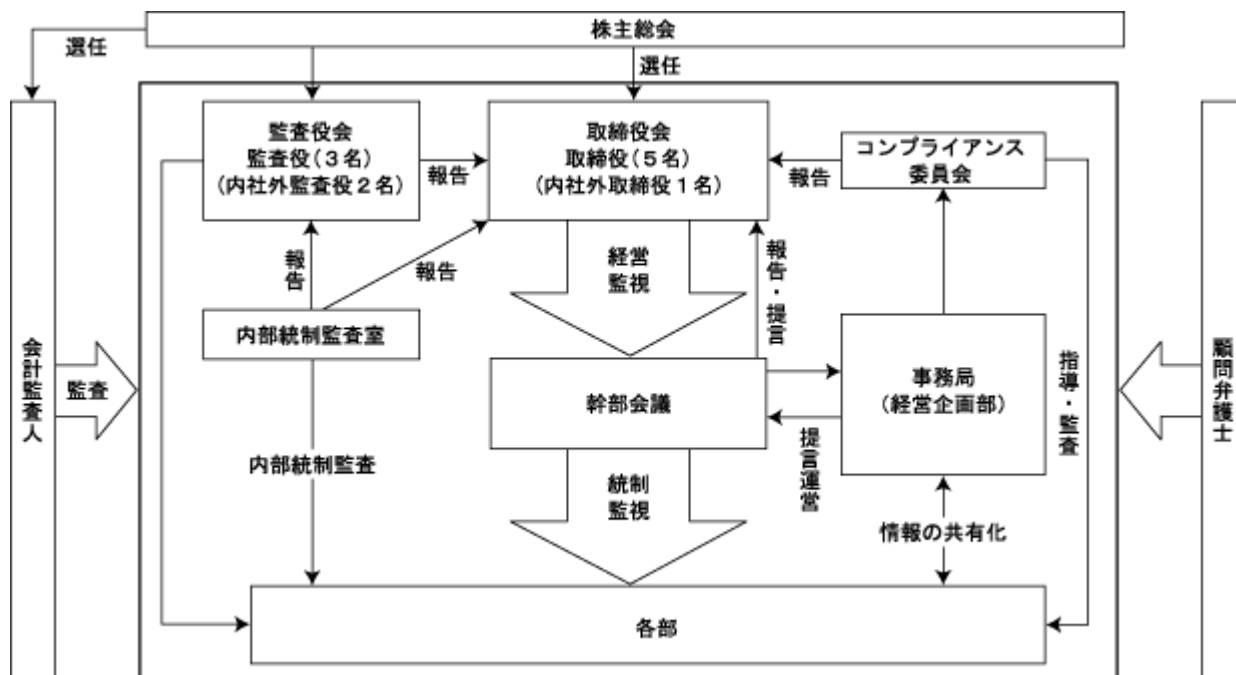 株主総会
選任
選任
監査役会
監査役(3名)
(内社外監査役2名)
報告
取締役会
取締役(5名)
(内社外取締役1名)
報告
コンプライアンス
委員会
報告
報告
経営
監視
報告・提言
内部統制監査室
会計監査人
監査
幹部会議
事務局
(経営企画部)
指導・監査
顧問弁護士
内部統制監査
統制
監視
提言運営
情報の共有化
各部